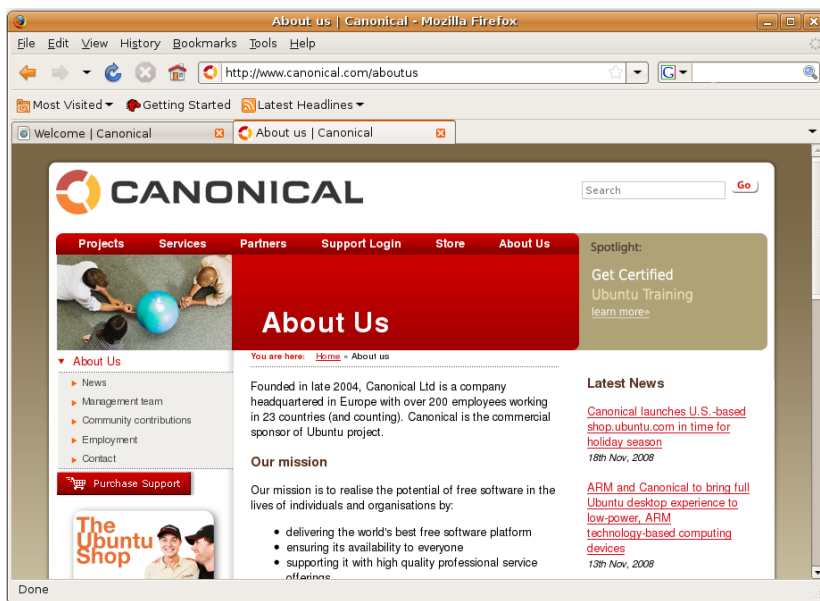 About us | Canonical - Mozilla Firefox
File Edit View History Bookmarks Tools Help
http://www.canonical.com/aboutus
G
Most Visited Getting Started Latest Headlines
Welcome | Canonical About us | Canonical
CANONICAL
Search Go
Projects Services Partners Support Login Store About Us
Spotlight:
Get Certified
Ubuntu Training
learn more»
About Us
You are here: Home » About us
About Us
News
Management team
Community contributions
Employment
Contact
Purchase Support
The
Ubuntu
Shop
Founded in late 2004, Canonical Ltd is a company
headquartered in Europe with over 200 employees working
in 23 countries (and counting). Canonical is the commercial
sponsor of Ubuntu project.
Our mission
Our mission is to realise the potential of free software in the
lives of individuals and organisations by:
delivering the world's best free software platform
ensuring its availability to everyone
supporting it with high quality professional service
offerings
Latest News
Canonical launches U.S.-based
shop.ubuntu.com in time for
holiday season
18th Nov, 2008
ARM and Canonical to bring full
Ubuntu desktop experience to
low-power, ARM
technology-based computing
devices
13th Nov, 2008
Done